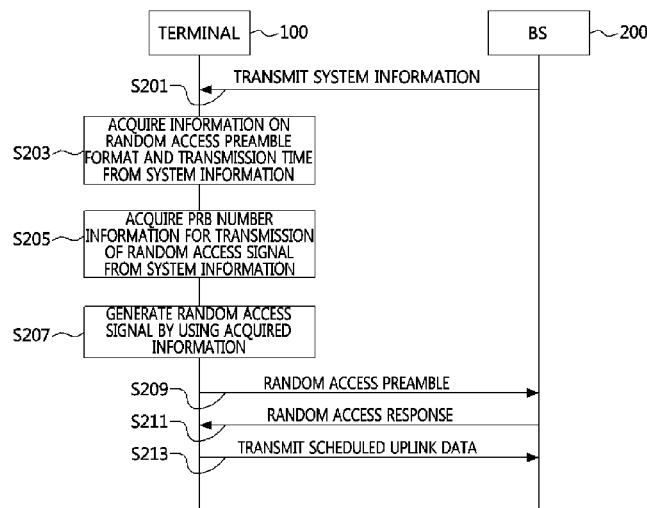 TERMINAL
100
BS
200
TRANSMIT SYSTEM INFORMATION
S201
ACQUIRE INFORMATION ON
RANDOM ACCESS PREAMBLE
FORMAT AND TRANSMISSION TIME
FROM SYSTEM INFORMATION
S203
ACQUIRE PRB NUMBER
INFORMATION FOR TRANSMISSION
OF RANDOM ACCESS SIGNAL
FROM SYSTEM INFORMATION
S205
GENERATE RANDOM ACCESS
SIGNAL BY USING ACQUIRED
INFORMATION
S207
RANDOM ACCESS PREAMBLE
S209
RANDOM ACCESS RESPONSE
S211
TRANSMIT SCHEDULED UPLINK DATA
S213